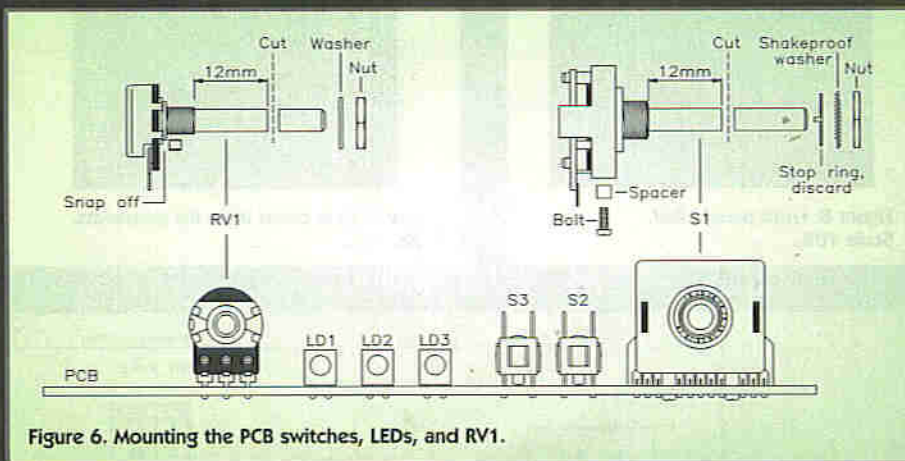 Cut Washer
12mm
Nut
Snap off
RV1
Cut Shakeproof
washer
12mm
Nut
Stop ring,
discard
Spacer
Bolt
S1
S3 S2
LD1 LD2 LD3
PCB
Figure 6. Mounting the PCB switches, LEDs, and RV1.